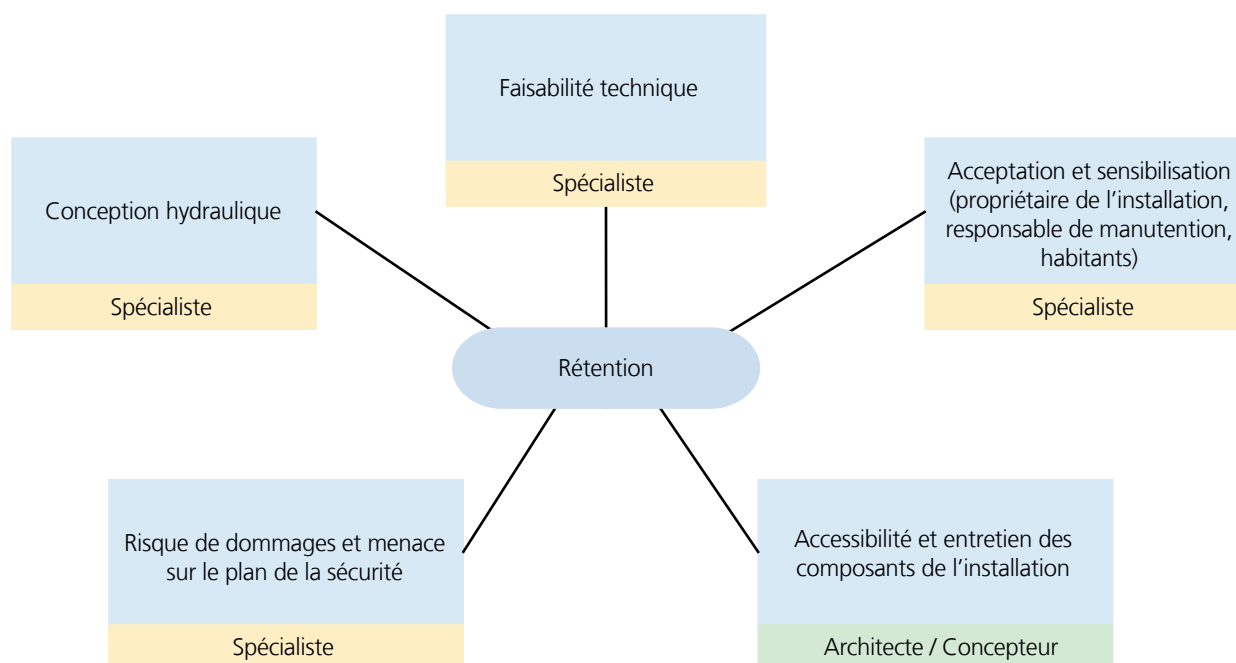 Faisabilité technique
Spécialiste
Conception hydraulique
Spécialiste
Acceptation et sensibilisation
(propriétaire de l’installation,
responsable de manutention,
habitants)
Spécialiste
Rétention
Risque de dommages et menace
sur le plan de la sécurité
Spécialiste
Accessibilité et entretien des
composants de l’installation
Architecte / Concepteur